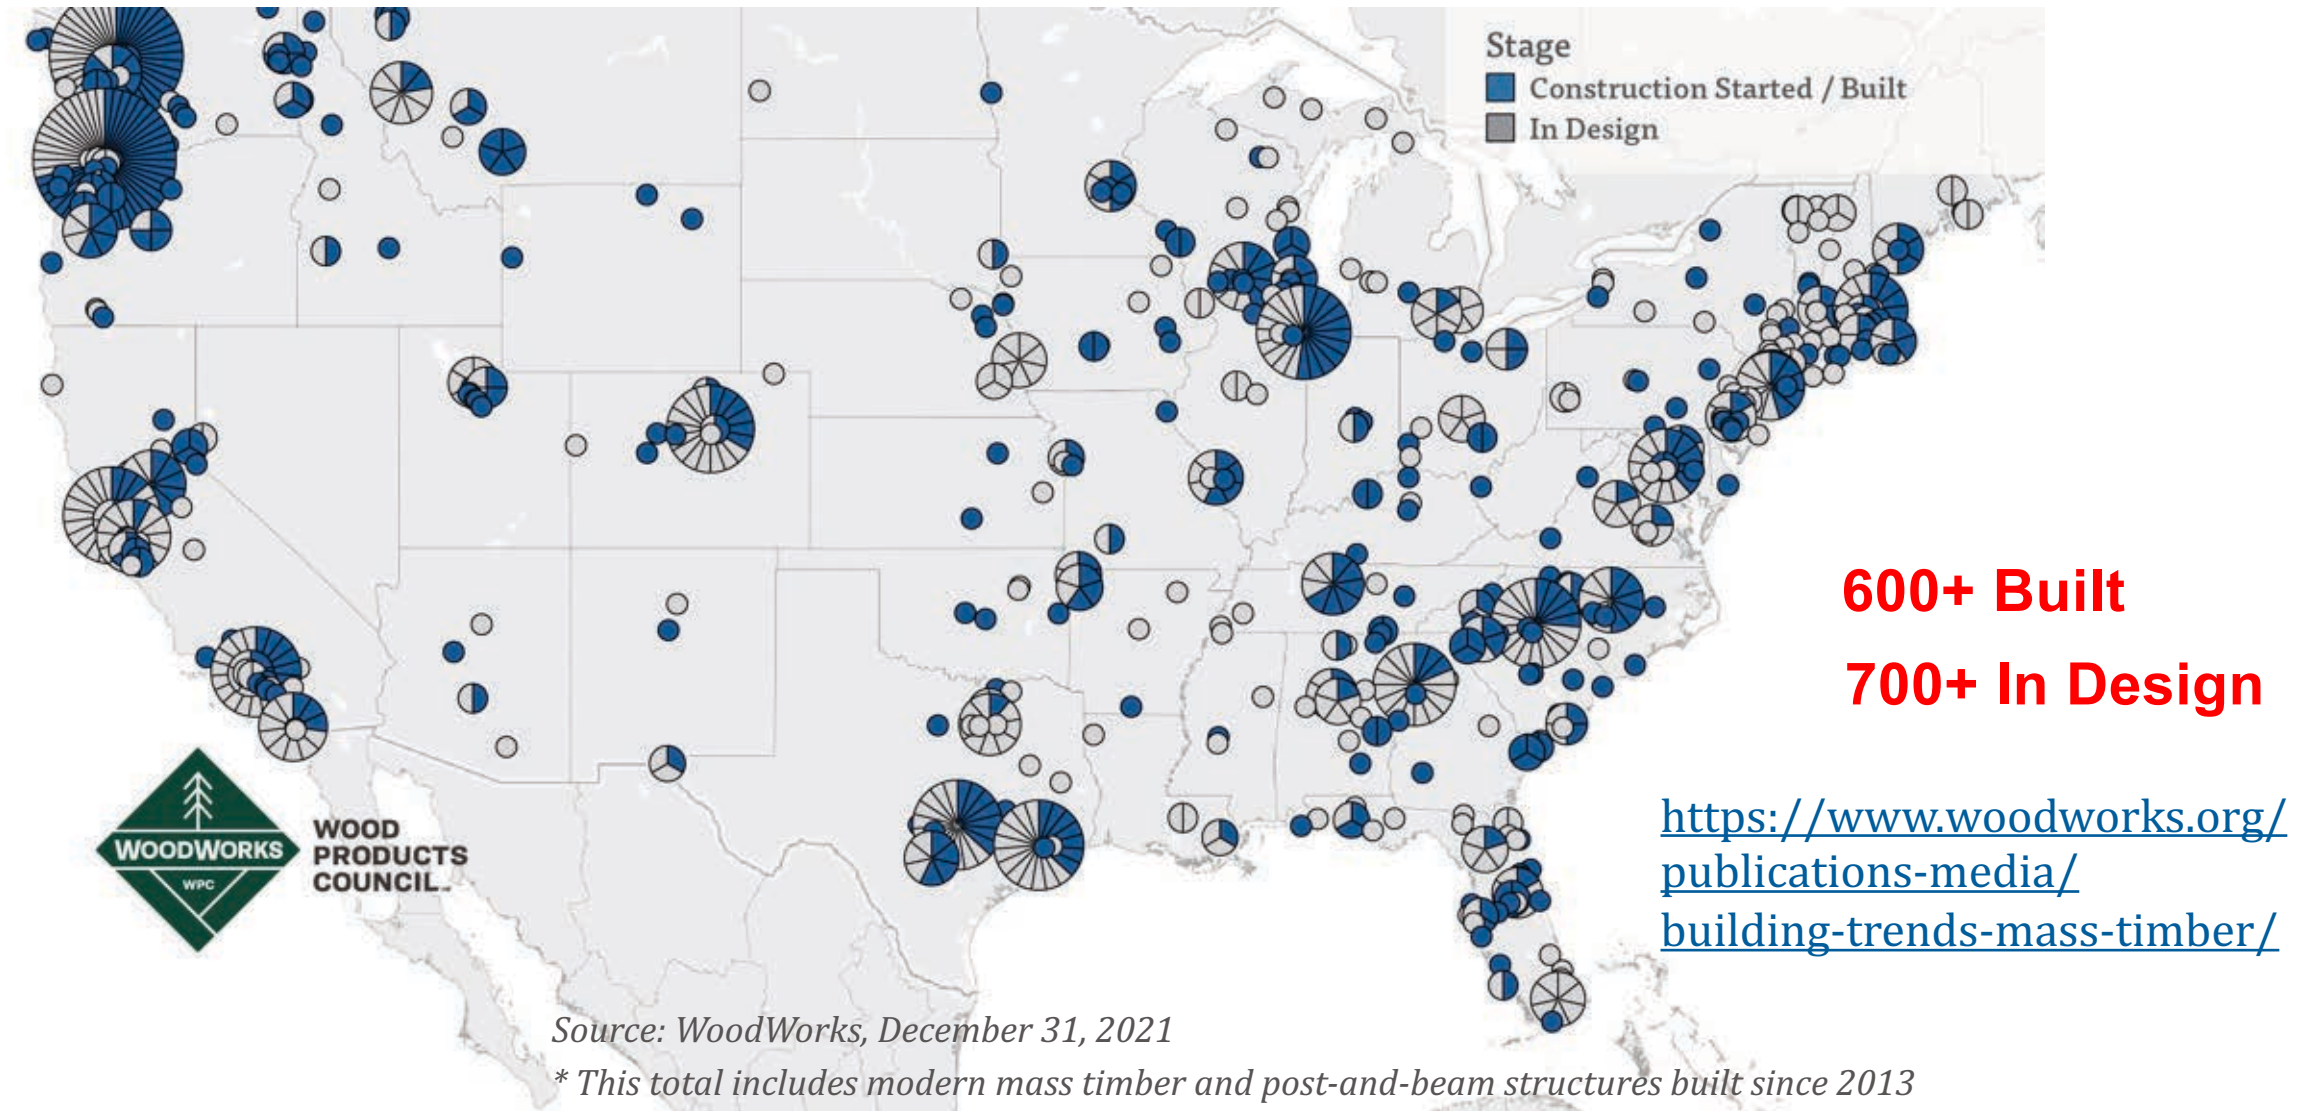 Stage
Construction Started / Built
In Design
600+ Built
700+ In Design
WOODWORKS
WPC
WOOD
PRODUCTS
COUNCIL
https://www.woodworks.org/
publications-media/
building-trends-mass-timber/
Source: WoodWorks, December 31, 2021
* This total includes modern mass timber and post-and-beam structures built since 2013